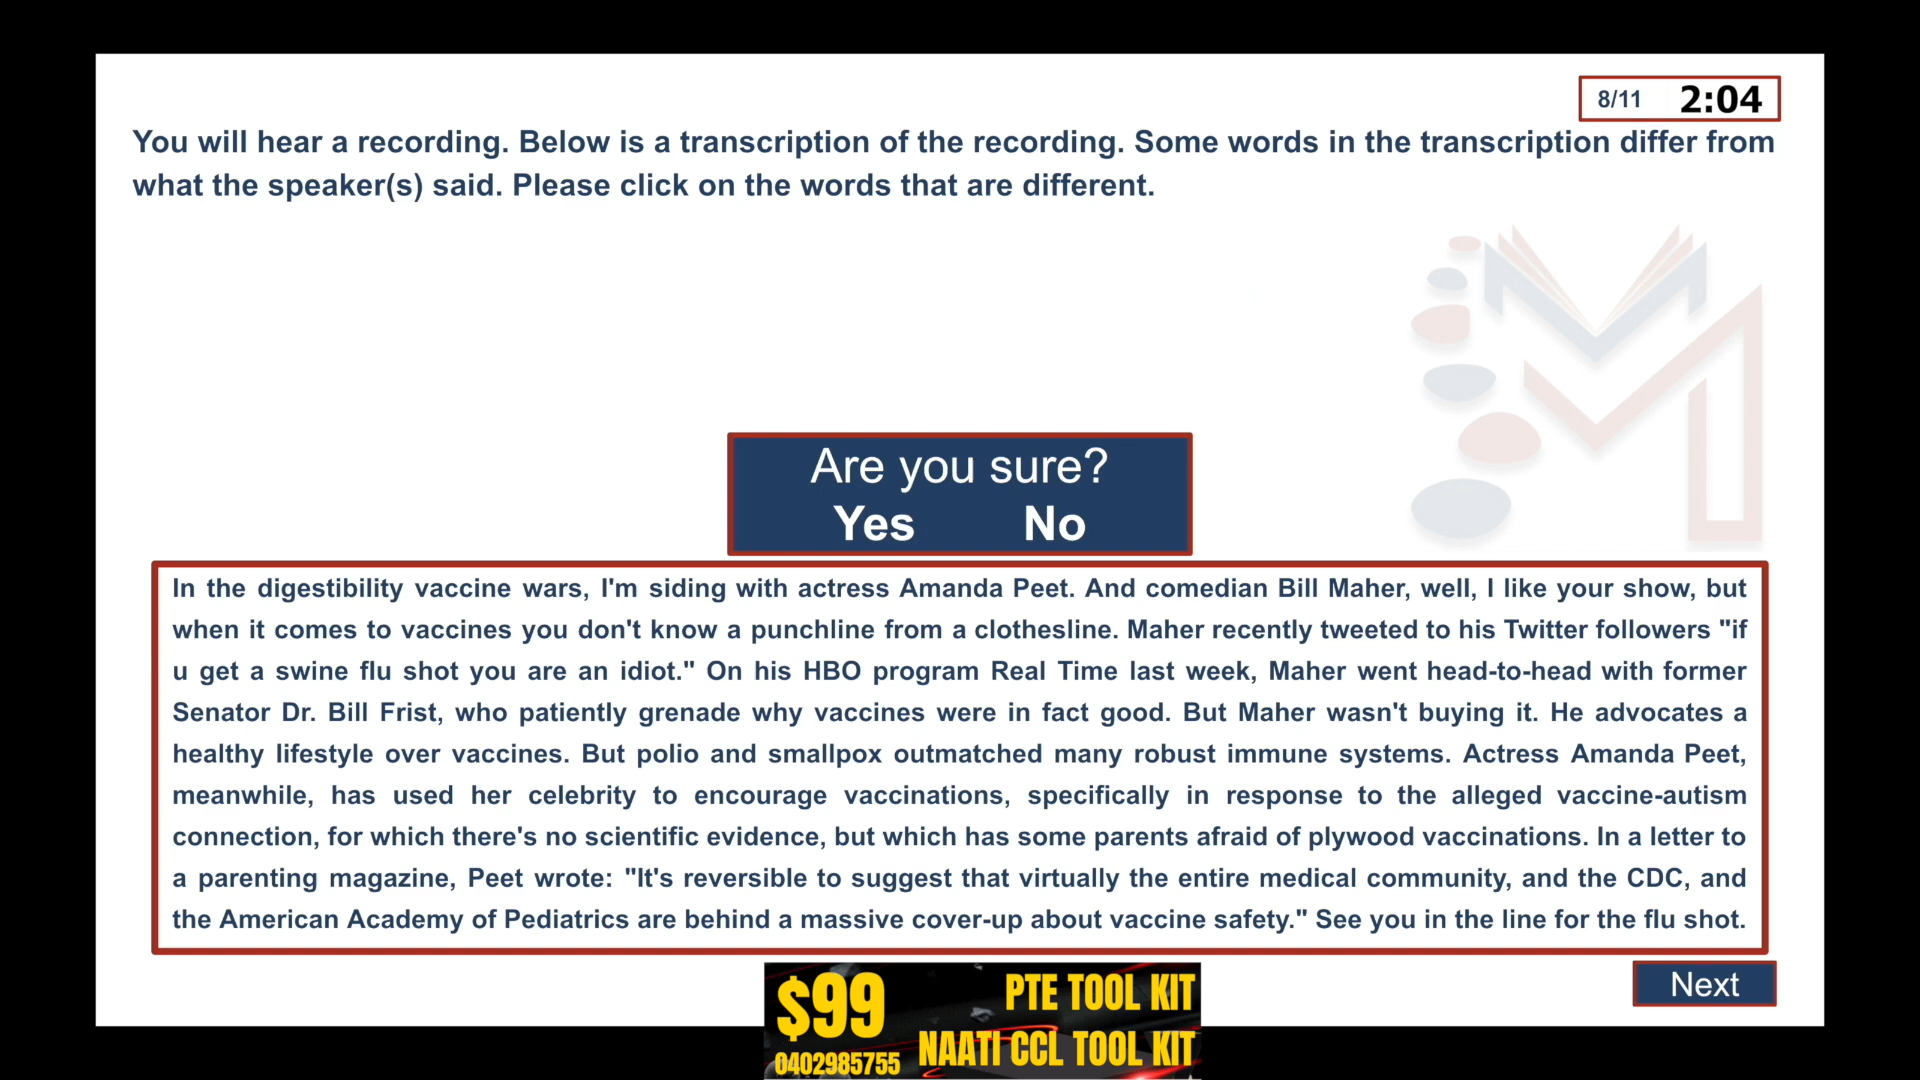 8/11 2:04
You will hear a recording. Below is a transcription of the recording. Some words in the transcription differ from
what the speaker(s) said. Please click on the words that are different.
Are you sure?
Yes No
In the digestibility vaccine wars, I'm siding with actress Amanda Peet. And comedian Bill Maher, well, I like your show, but
when it comes to vaccines you don't know a punchline from a clothesline. Maher recently tweeted to his Twitter followers "if
u get a swine flu shot you are an idiot." On his HBO program Real Time last week, Maher went head-to-head with former
Senator Dr. Bill Frist, who patiently grenade why vaccines were in fact good. But Maher wasn't buying it. He advocates a
healthy lifestyle over vaccines. But polio and smallpox outmatched many robust immune systems. Actress Amanda Peet,
meanwhile, has used her celebrity to encourage vaccinations, specifically in response to the alleged vaccine-autism
connection, for which there's no scientific evidence, but which has some parents afraid of plywood vaccinations. In a letter to
a parenting magazine, Peet wrote: "It's reversible to suggest that virtually the entire medical community, and the CDC, and
the American Academy of Pediatrics are behind a massive cover-up about vaccine safety." See you in the line for the flu shot.
Next
$99 PTE TOOL KIT
0402985755 NAATI CCL TOOL KIT